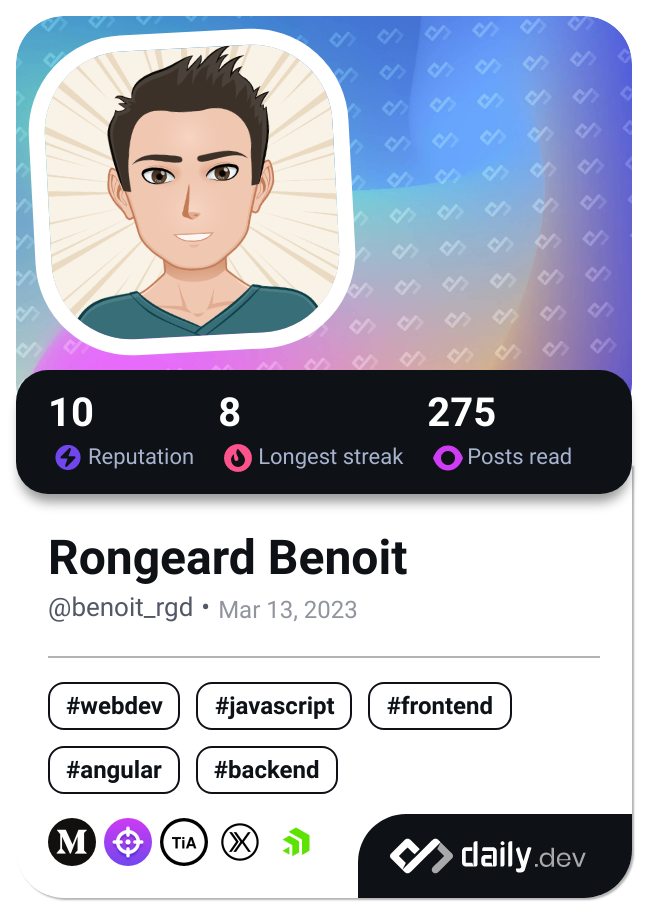 10 8 275
Reputation Longest streak Posts read
Rongeard Benoit
@benoit_rgd • Mar 13, 2023
#webdev #javascript #frontend
#angular #backend
M TiA daily.dev